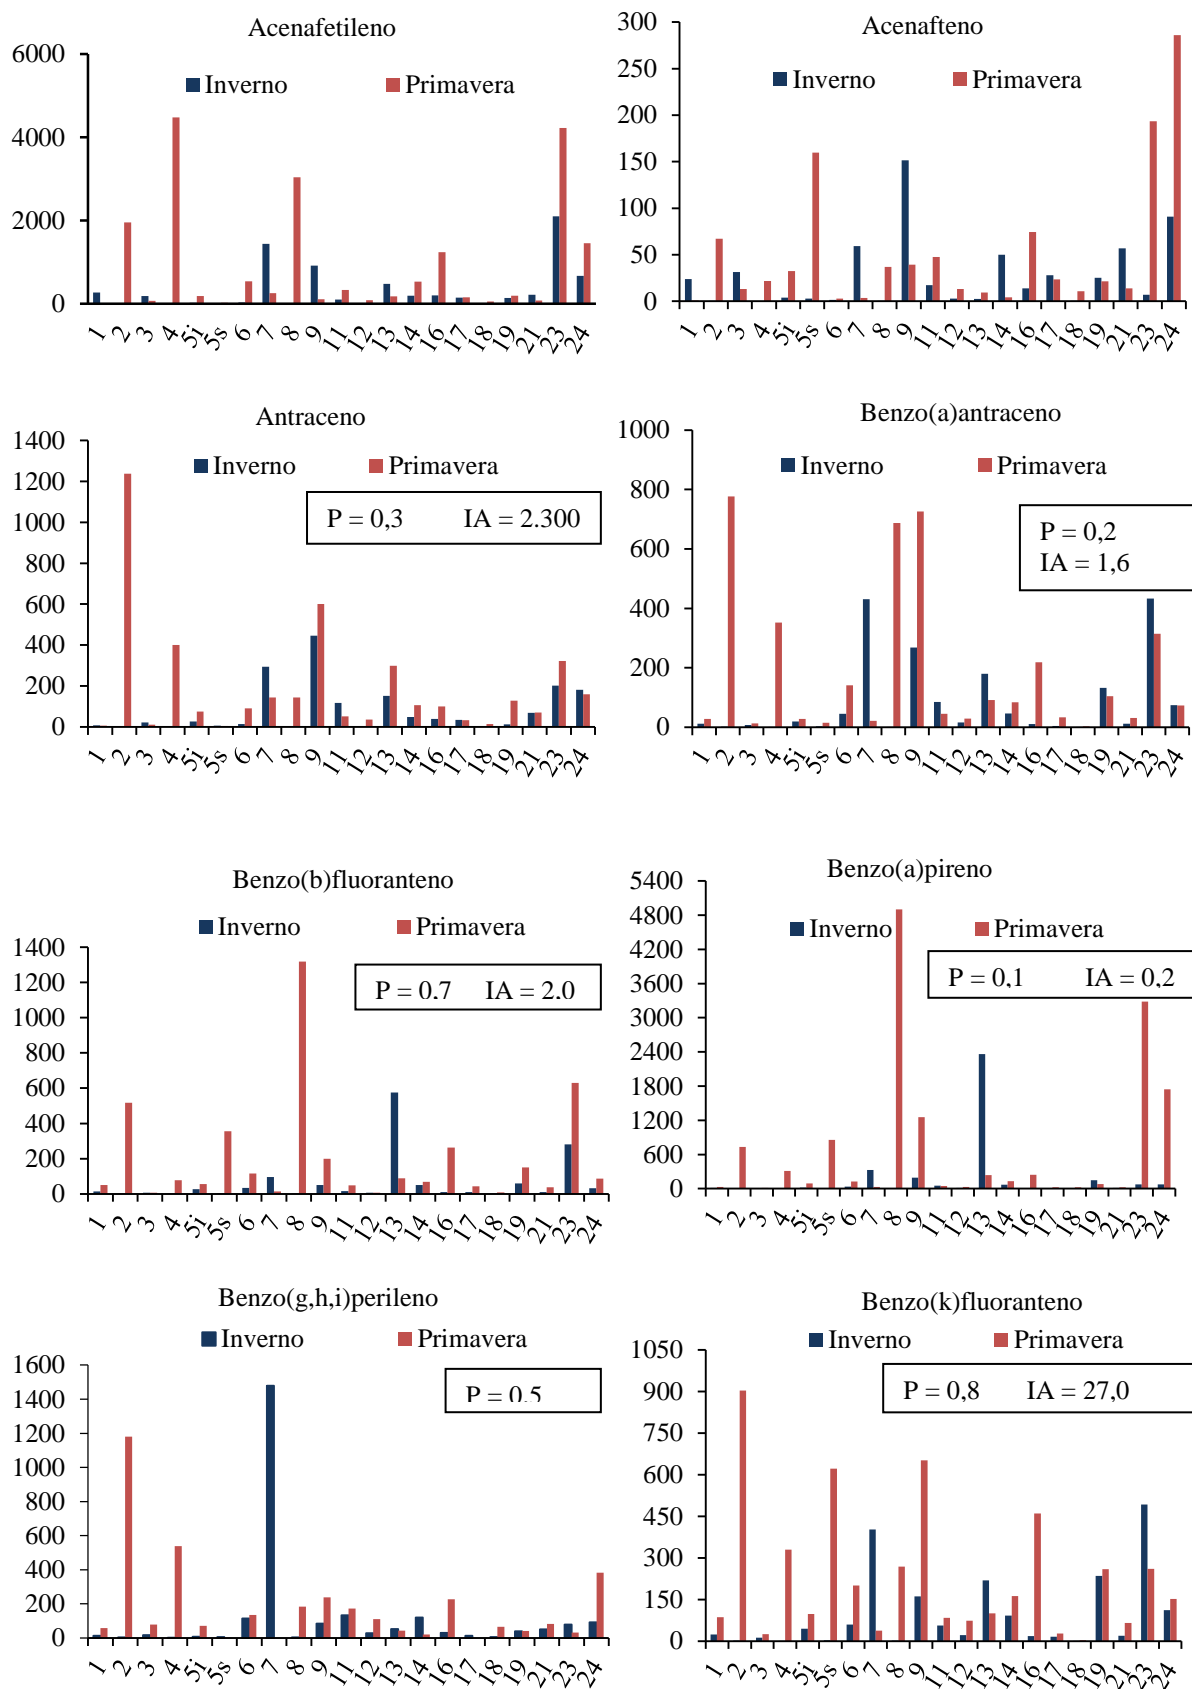 Acenafetileno
6000
4000
2000
0
Inverno Primavera
1 2 3 4 5i 5s 6 7 8 9 11 12 13 14 16 17 18 19 21 23 24
Acenafteno
300
250
200
150
100
50
0
Inverno Primavera
1 2 3 4 5i 5s 6 7 8 9 11 12 13 14 16 17 18 19 21 23 24
Antraceno
1400
1200
1000
800
600
400
200
0
Inverno Primavera
P = 0,3 IA = 2.300
1 2 3 4 5i 5s 6 7 8 9 11 12 13 14 16 17 18 19 21 23 24
Benzo(a)antraceno
1000
800
600
400
200
0
Inverno Primavera
P = 0,2
IA = 1,6
1 2 3 4 5i 5s 6 7 8 9 11 12 13 14 16 17 18 19 21 23 24
Benzo(b)fluoranteno
1400
1200
1000
800
600
400
200
0
Inverno Primavera
P = 0,7 IA = 2,0
1 2 3 4 5i 5s 6 7 8 9 11 12 13 14 16 17 18 19 21 23 24
Benzo(a)pireno
5400
4800
4200
3600
3000
2400
1800
1200
600
0
Inverno Primavera
P = 0,1 IA = 0,2
1 2 3 4 5i 5s 6 7 8 9 11 12 13 14 16 17 18 19 21 23 24
Benzo(g,h,i)perileno
Inverno Primavera
1600
1400
1200
1000
800
600
400
200
0
P = 0,5
1 2 3 4 5i 5s 6 7 8 9 11 12 13 14 16 17 18 19 21 23 24
Benzo(k)fluoranteno
Inverno Primavera
1050
900
750
600
450
300
150
0
P = 0,8 IA = 27,0
1 2 3 4 5i 5s 6 7 8 9 11 12 13 14 16 17 18 19 21 23 24